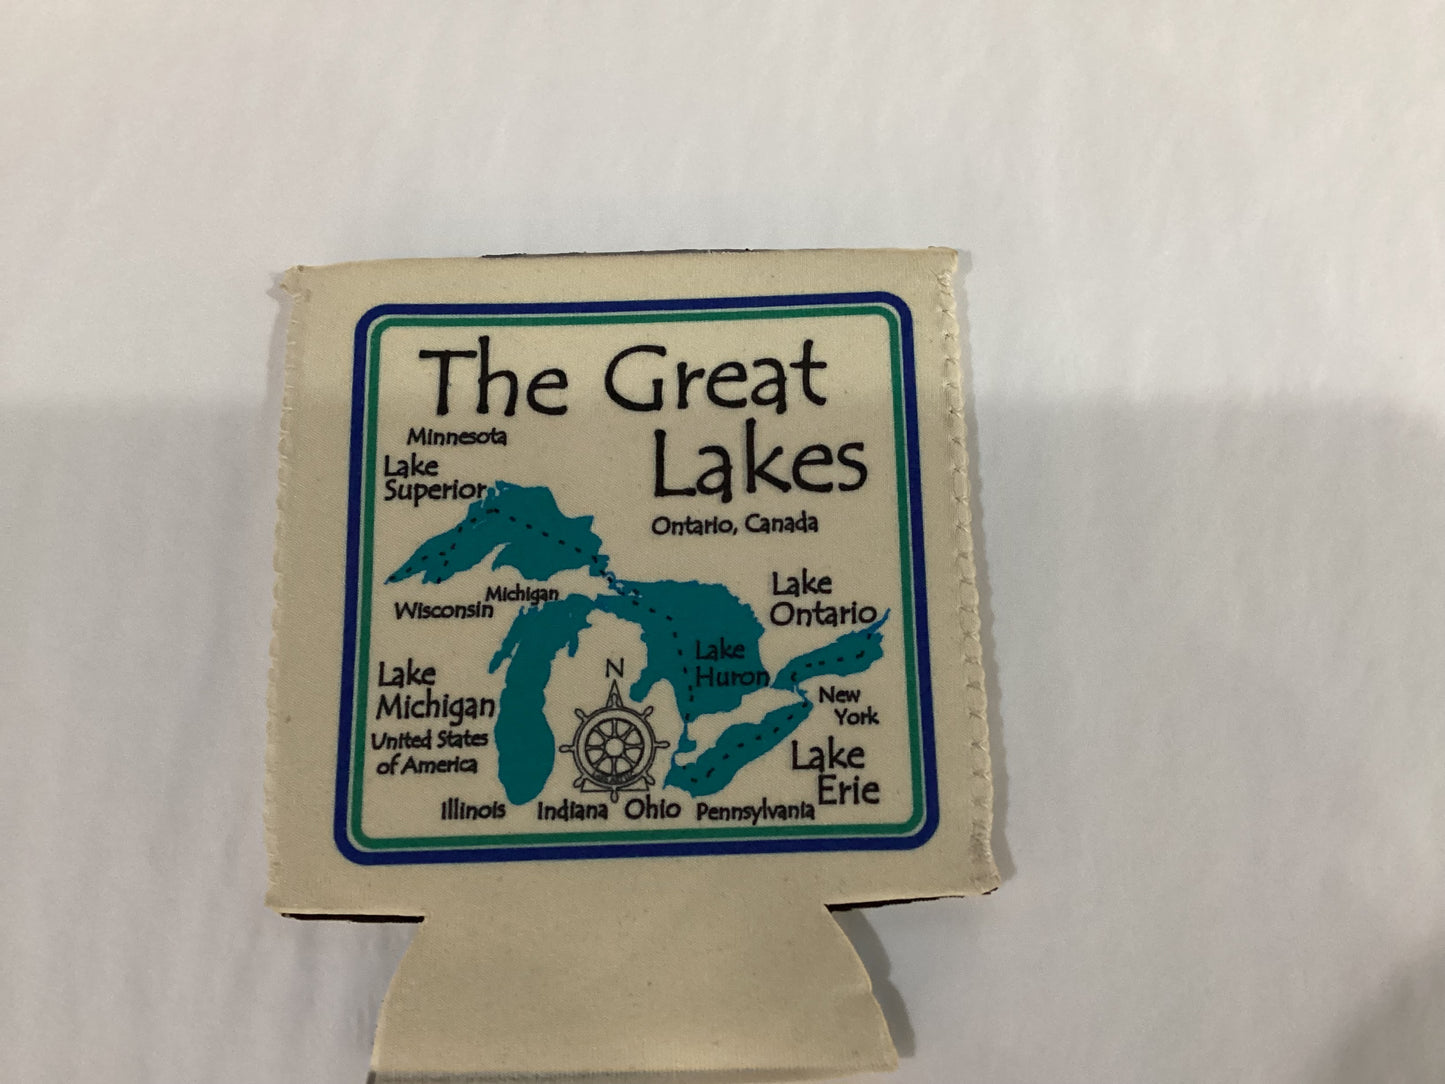 The Great
Lakes
Minnesota
Lake
Superior
Ontario, Canada
Michigan
Wisconsin
Lake
Ontario
Lake
Huron
Lake
Michigan
United States
of America
N
New
York
Lake
Erie
Illinois
Indiana
Ohio
Pennsylvania